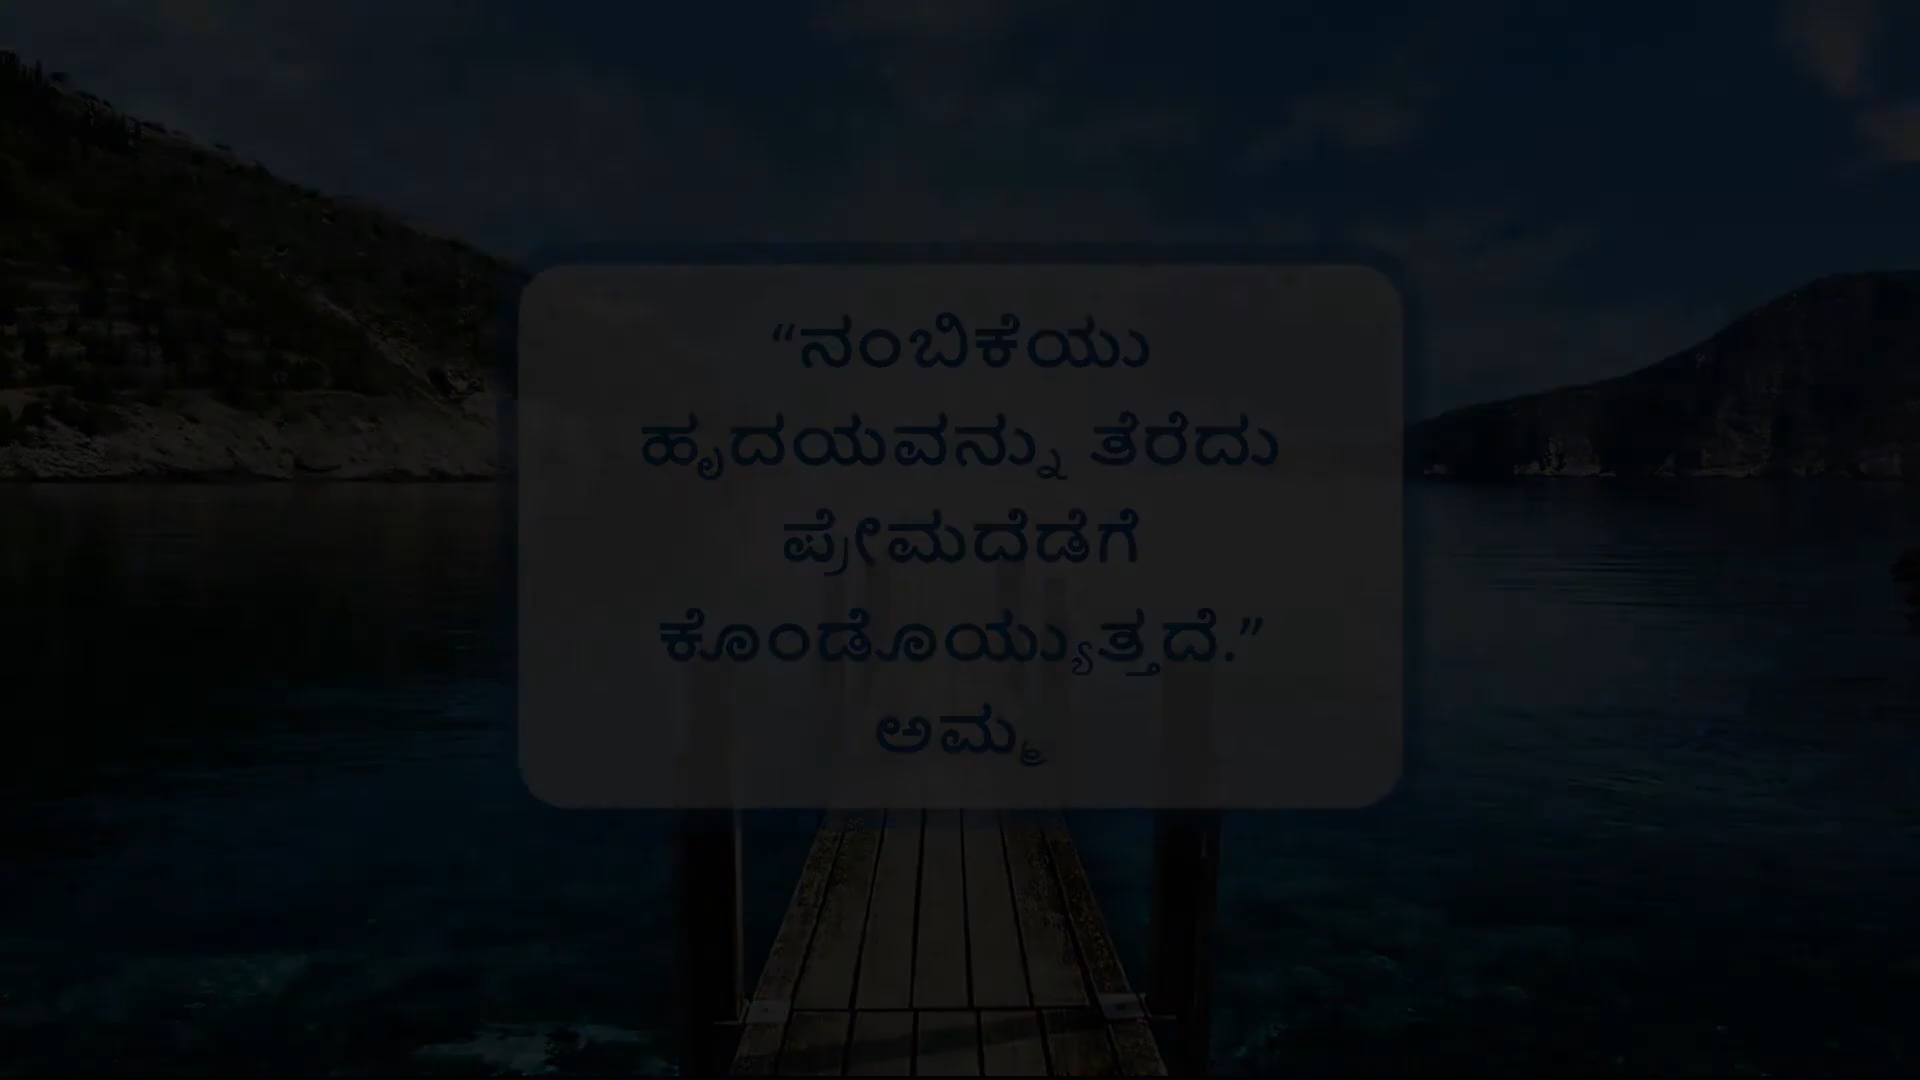 “ನಂಬಿಕೆಯು
ಹೃದಯವನ್ನು ತೆರೆದು
ಪ್ರೇಮದೆಡೆಗೆ
ಕೊಂಡೊಯ್ಯುತ್ತದೆ.”
ಅಮ್ಮ